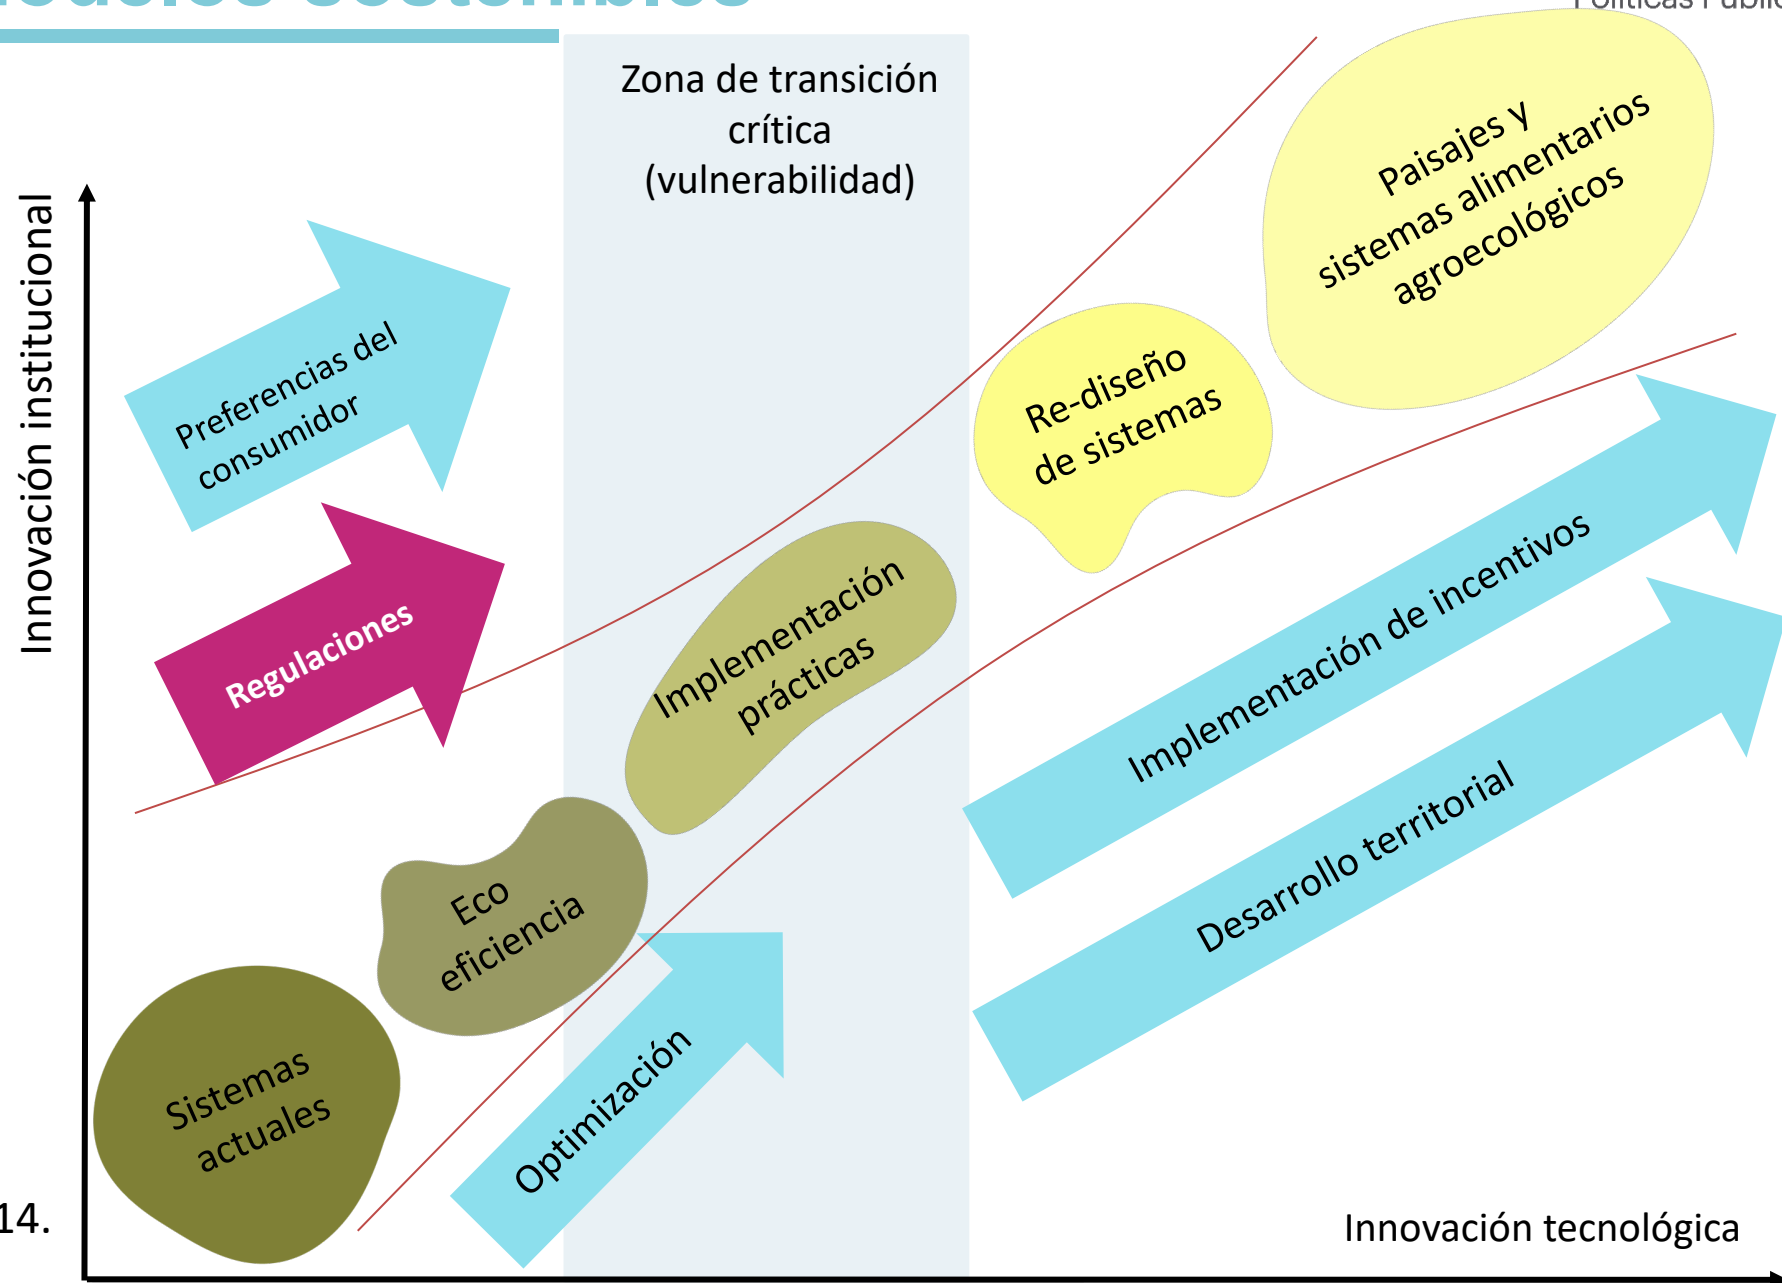 sostenibles
Zona de transición
crítica
(vulnerabilidad)
Innovación institucional
Preferencias del
consumidor
Regulaciones
Paisajes y
sistemas alimentarios
agroecológicos
Re-diseño
de sistemas
Implementación
prácticas
Implementación de incentivos
Eco
eficiencia
Desarrollo territorial
Sistemas
actuales
Optimización
14.
Innovación tecnológica